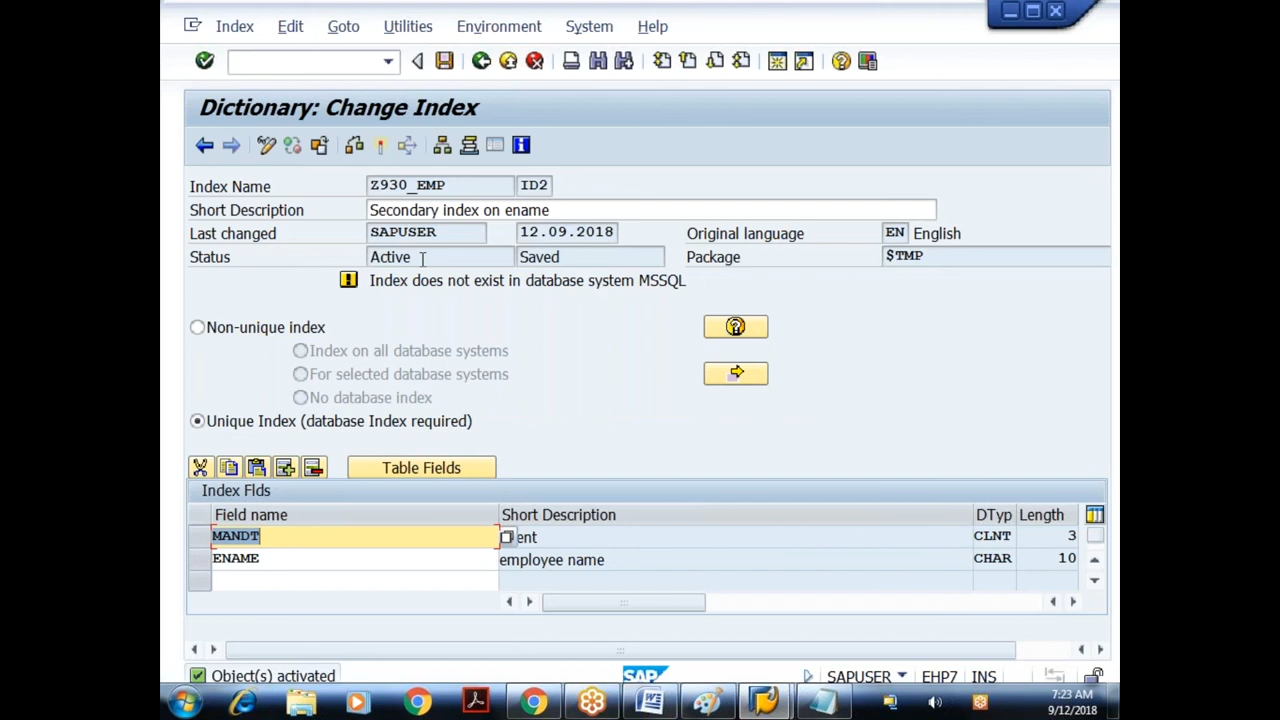 Index Edit Goto Utilities Environment System Help
Dictionary: Change Index
Index Name Z930_EMP ID2
Short Description Secondary index on ename
Last changed SAPUSER 12.09.2018 Original language EN English
Status Active Saved Package $TMP
Index does not exist in database system MSSQL
Non-unique index
Index on all database systems
For selected database systems
No database index
Unique Index (database Index required)
Table Fields
Index Flds
Field name Short Description DTyp Length
MANDT ent CLNT 3
ENAME employee name CHAR 10
Object(s) activated SAP SAPUSER EHP7 INS
7:23 AM
9/12/2018